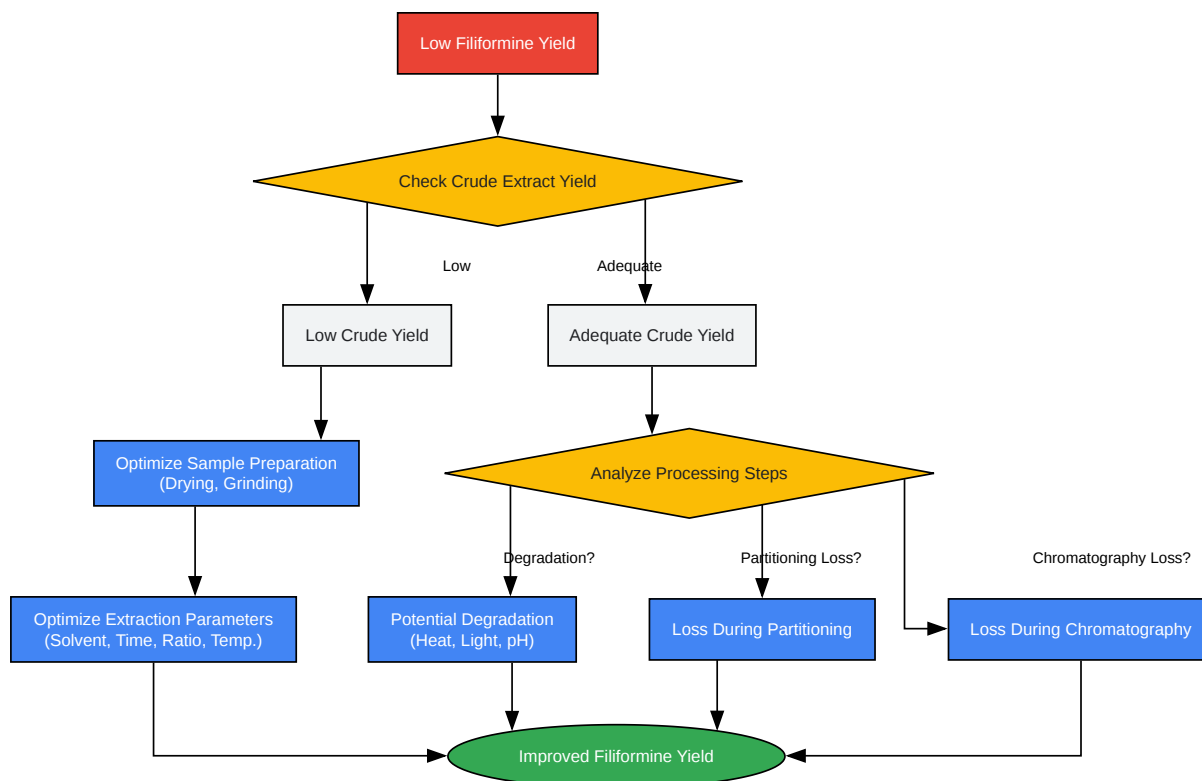 Low Filiformine Yield
Check Crude Extract Yield
Low
Adequate
Low Crude Yield
Adequate Crude Yield
Optimize Sample Preparation
(Drying, Grinding)
Analyze Processing Steps
Degradation?
Partitioning Loss?
Chromatography Loss?
Optimize Extraction Parameters
(Solvent, Time, Ratio, Temp.)
Potential Degradation
(Heat, Light, pH)
Loss During Partitioning
Loss During Chromatography
Improved Filiformine Yield